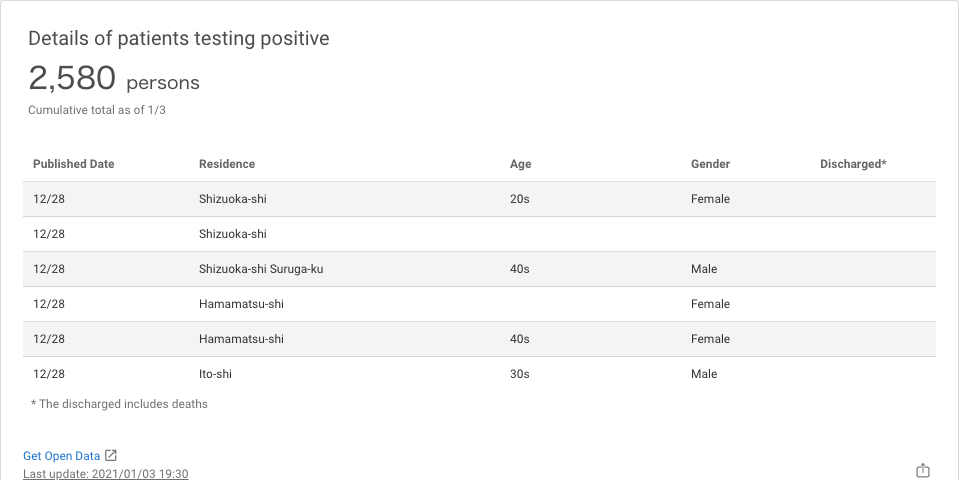 Details of patients testing positive
2,580 persons
Cumulative total as of 1/3
Published Date Residence Age Gender Discharged*
12/28 Shizuoka-shi 20s Female
12/28 Shizuoka-shi
12/28 Shizuoka-shi Suruga-ku 40s Male
12/28 Hamamatsu-shi Female
12/28 Hamamatsu-shi 40s Female
12/28 Ito-shi 30s Male
* The discharged includes deaths
Get Open Data
Last update: 2021/01/03 19:30